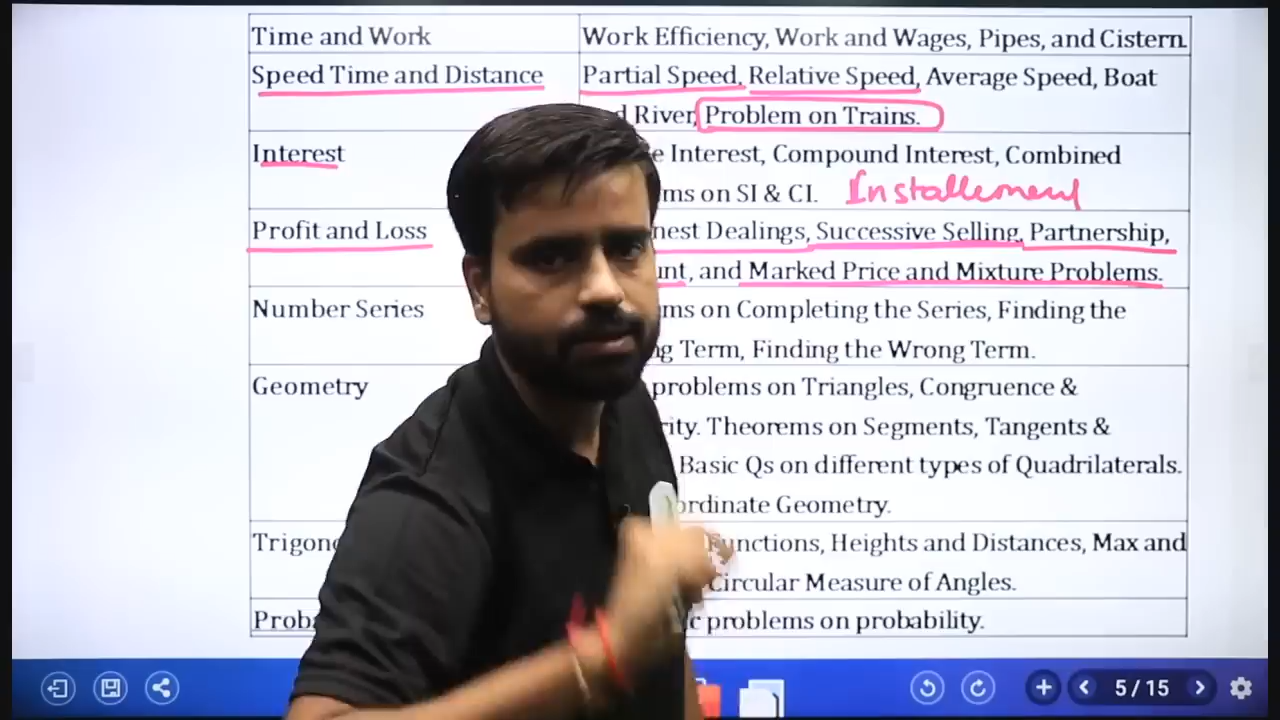 Time and Work
Work Efficiency, Work and Wages, Pipes, and Cistern.
Speed Time and Distance
Partial Speed, Relative Speed, Average Speed, Boat
River, Problem on Trains.
Interest
Interest, Compound Interest, Combined
on SI & CI. Installement
Profit and Loss
Dealings, Successive Selling, Partnership,
and Marked Price and Mixture Problems.
Number Series
on Completing the Series, Finding the
Term, Finding the Wrong Term.
Geometry
problems on Triangles, Congruence &
Theorems on Segments, Tangents &
Basic Qs on different types of Quadrilaterals.
Geometry.
Functions, Heights and Distances, Max and
Circular Measure of Angles.
problems on probability.
5 / 15